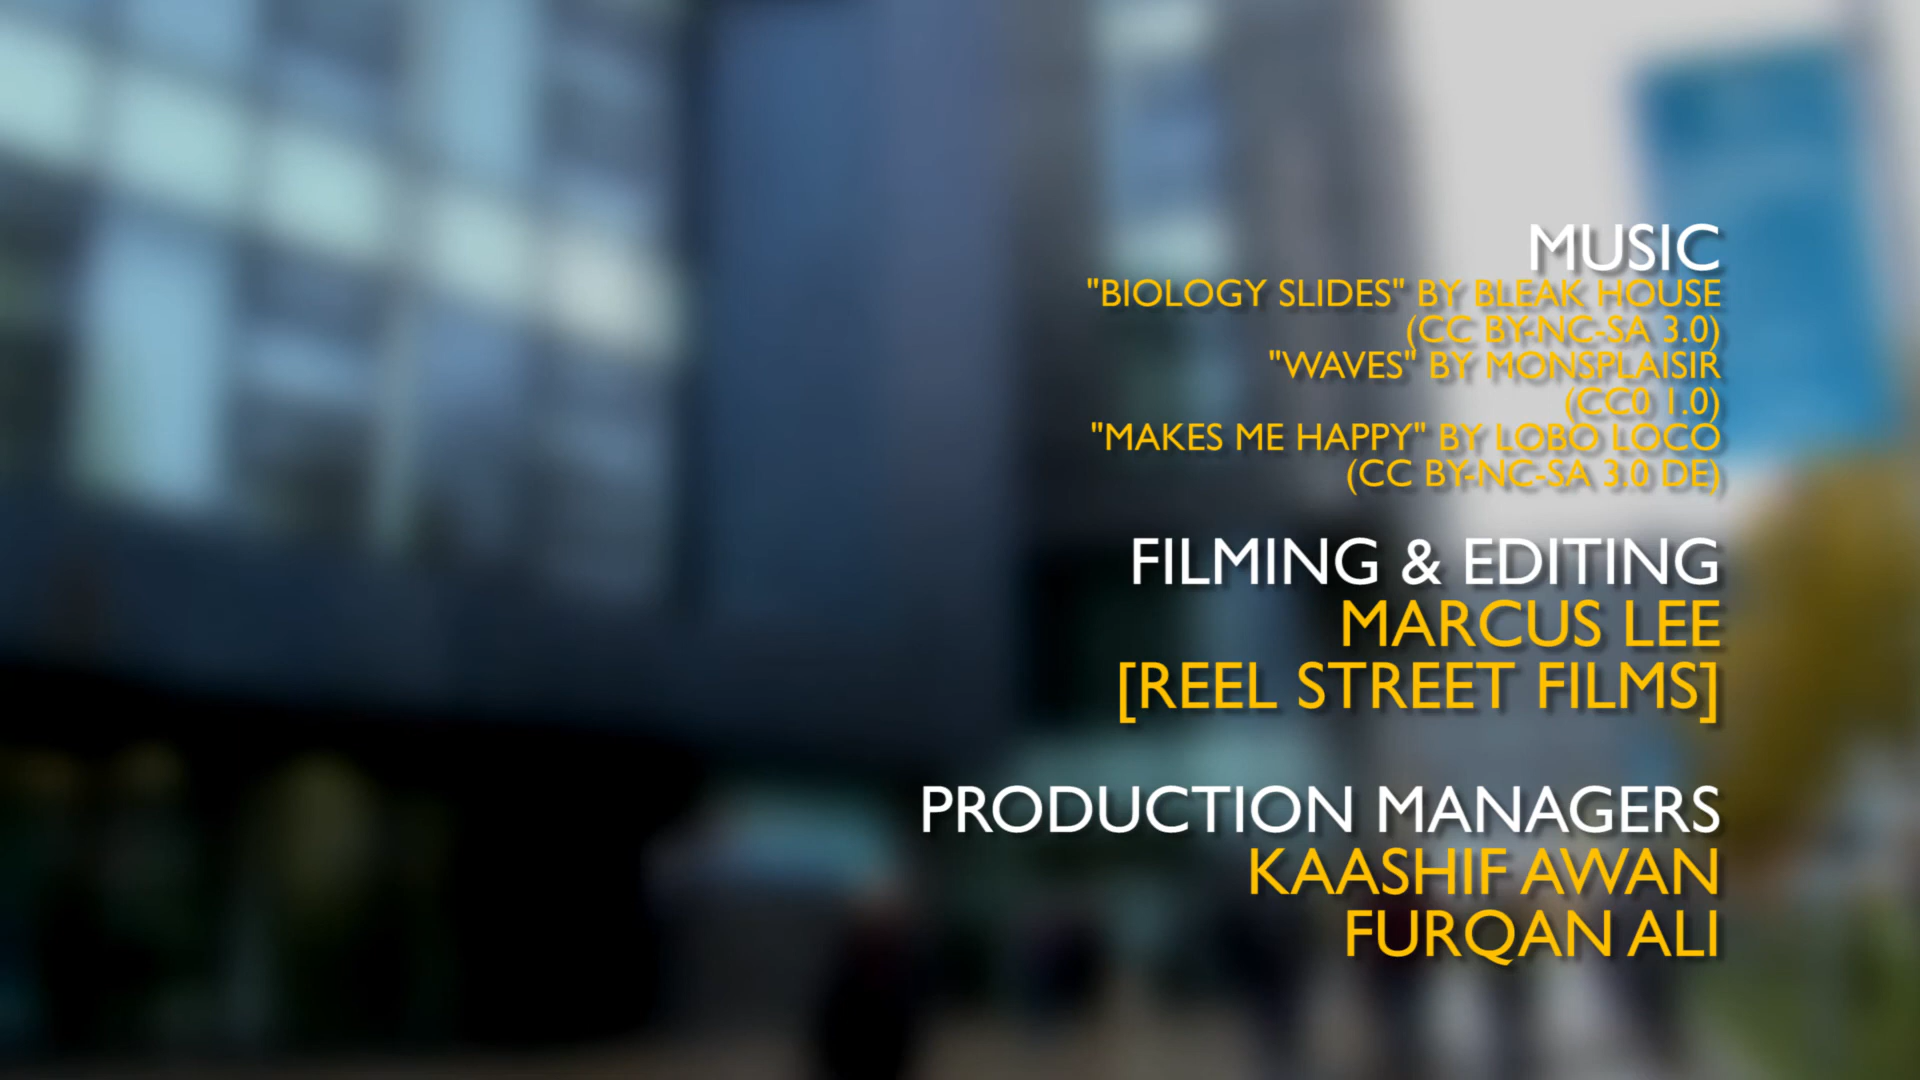 MUSIC
"BIOLOGY SLIDES" BY BLEAK HOUSE
(CC BY-NC-SA 3.0)
"WAVES" BY MONSPLAISIR
(CC0 1.0)
"MAKES ME HAPPY" BY LOBO LOCO
(CC BY-NC-SA 3.0 DE)
FILMING & EDITING
MARCUS LEE
[REEL STREET FILMS]
PRODUCTION MANAGERS
KAASHIF AWAN
FURQAN ALI